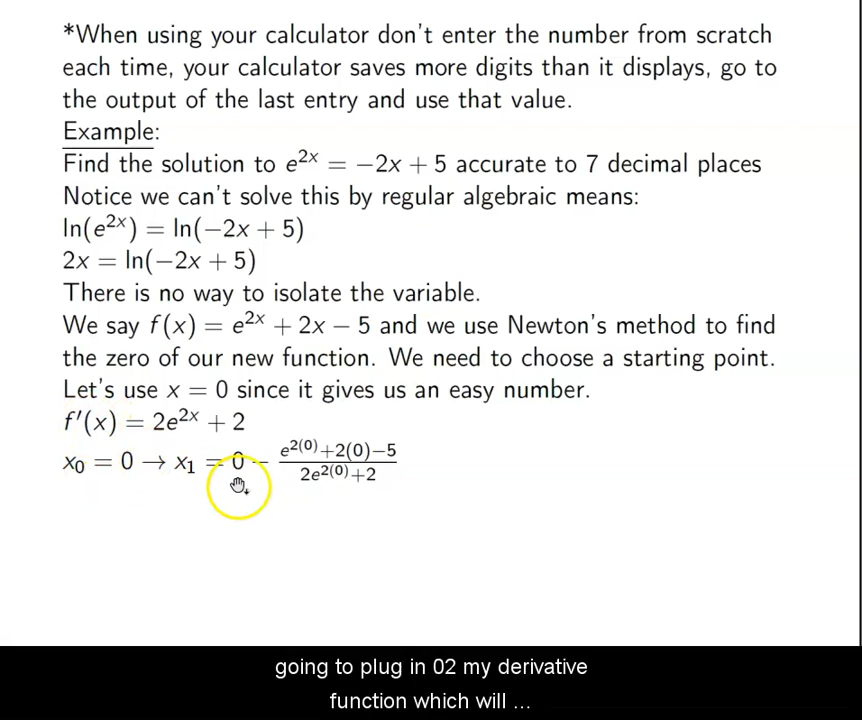 *When using your calculator don't enter the number from scratch
each time, your calculator saves more digits than it displays, go to
the output of the last entry and use that value.
Example:
Find the solution to e^{2x} = −2x + 5 accurate to 7 decimal places
Notice we can't solve this by regular algebraic means:
ln(e^{2x}) = ln(−2x + 5)
2x = ln(−2x + 5)
There is no way to isolate the variable.
We say f(x) = e^{2x} + 2x − 5 and we use Newton's method to find
the zero of our new function. We need to choose a starting point.
Let's use x = 0 since it gives us an easy number.
f′(x) = 2e^{2x} + 2
x₀ = 0 → x₁ = 0 − \frac{e^{2(0)}+2(0)−5}{2e^{2(0)}+2}
going to plug in 02 my derivative
function which will ...